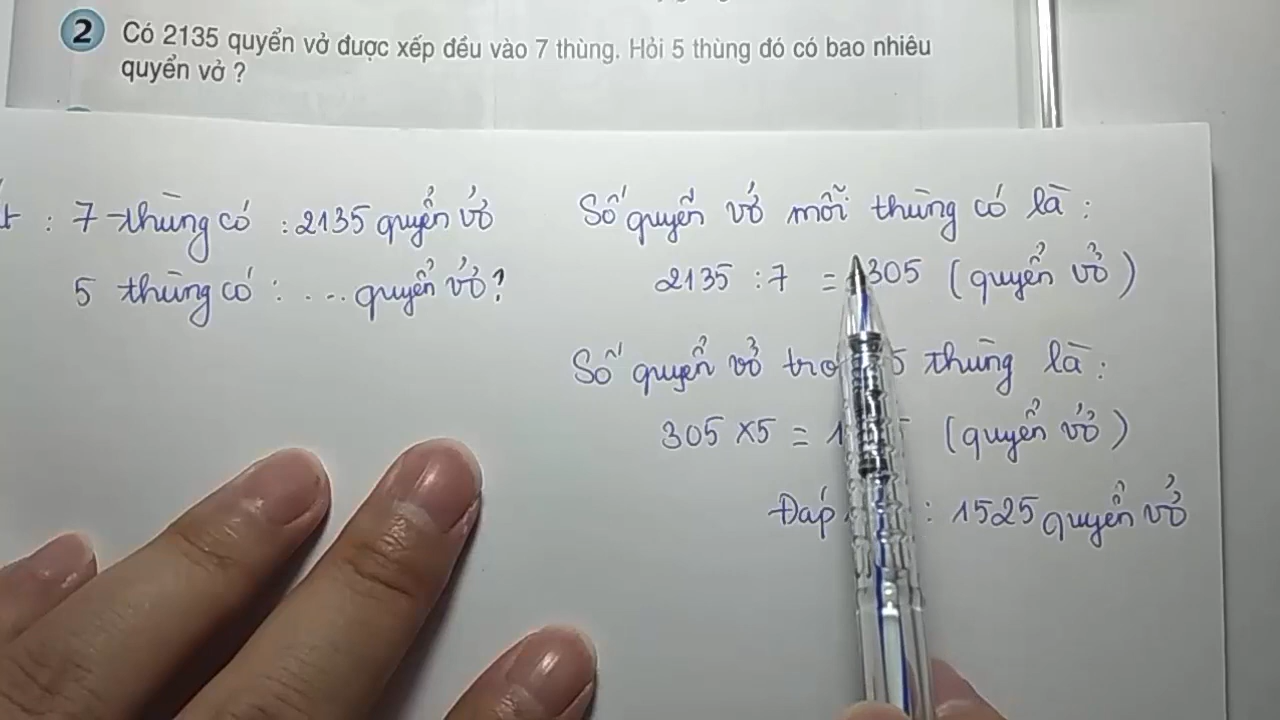 2 Có 2135 quyển vở được xếp đều vào 7 thùng. Hỏi 5 thùng đó có bao nhiêu
quyển vở ?
: 7 thùng có : 2135 quyển vở
5 thùng có : ... quyển vở?
Số quyển vở mỗi thùng có là :
2135 : 7 = 305 (quyển vở)
Số quyển vở 5 thùng là :
305 x 5 = (quyển vở)
Đáp : 1525 quyển vở